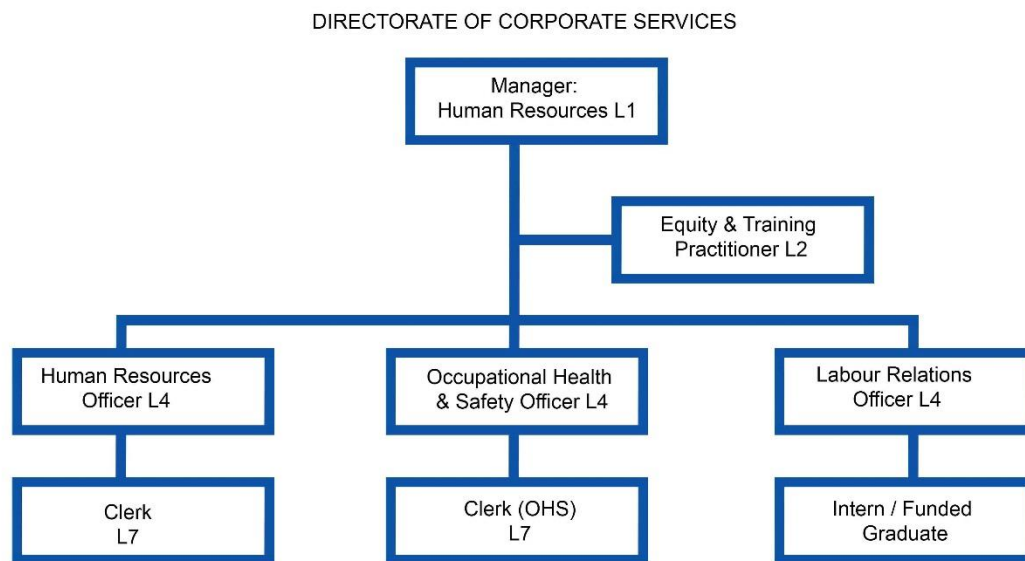 DIRECTORATE OF CORPORATE SERVICES
Manager:
Human Resources L1
Equity & Training
Practitioner L2
Human Resources
Officer L4
Occupational Health
& Safety Officer L4
Labour Relations
Officer L4
Clerk
L7
Clerk (OHS)
L7
Intern / Funded
Graduate